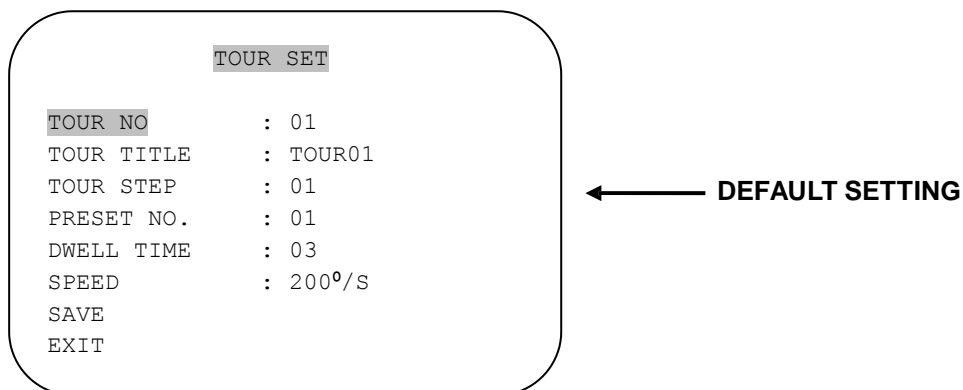 TOUR SET
TOUR NO : 01
TOUR TITLE : TOUR01
TOUR STEP : 01
PRESET NO. : 01
DWELL TIME : 03
SPEED : 200⁰/S
SAVE
EXIT
DEFAULT SETTING